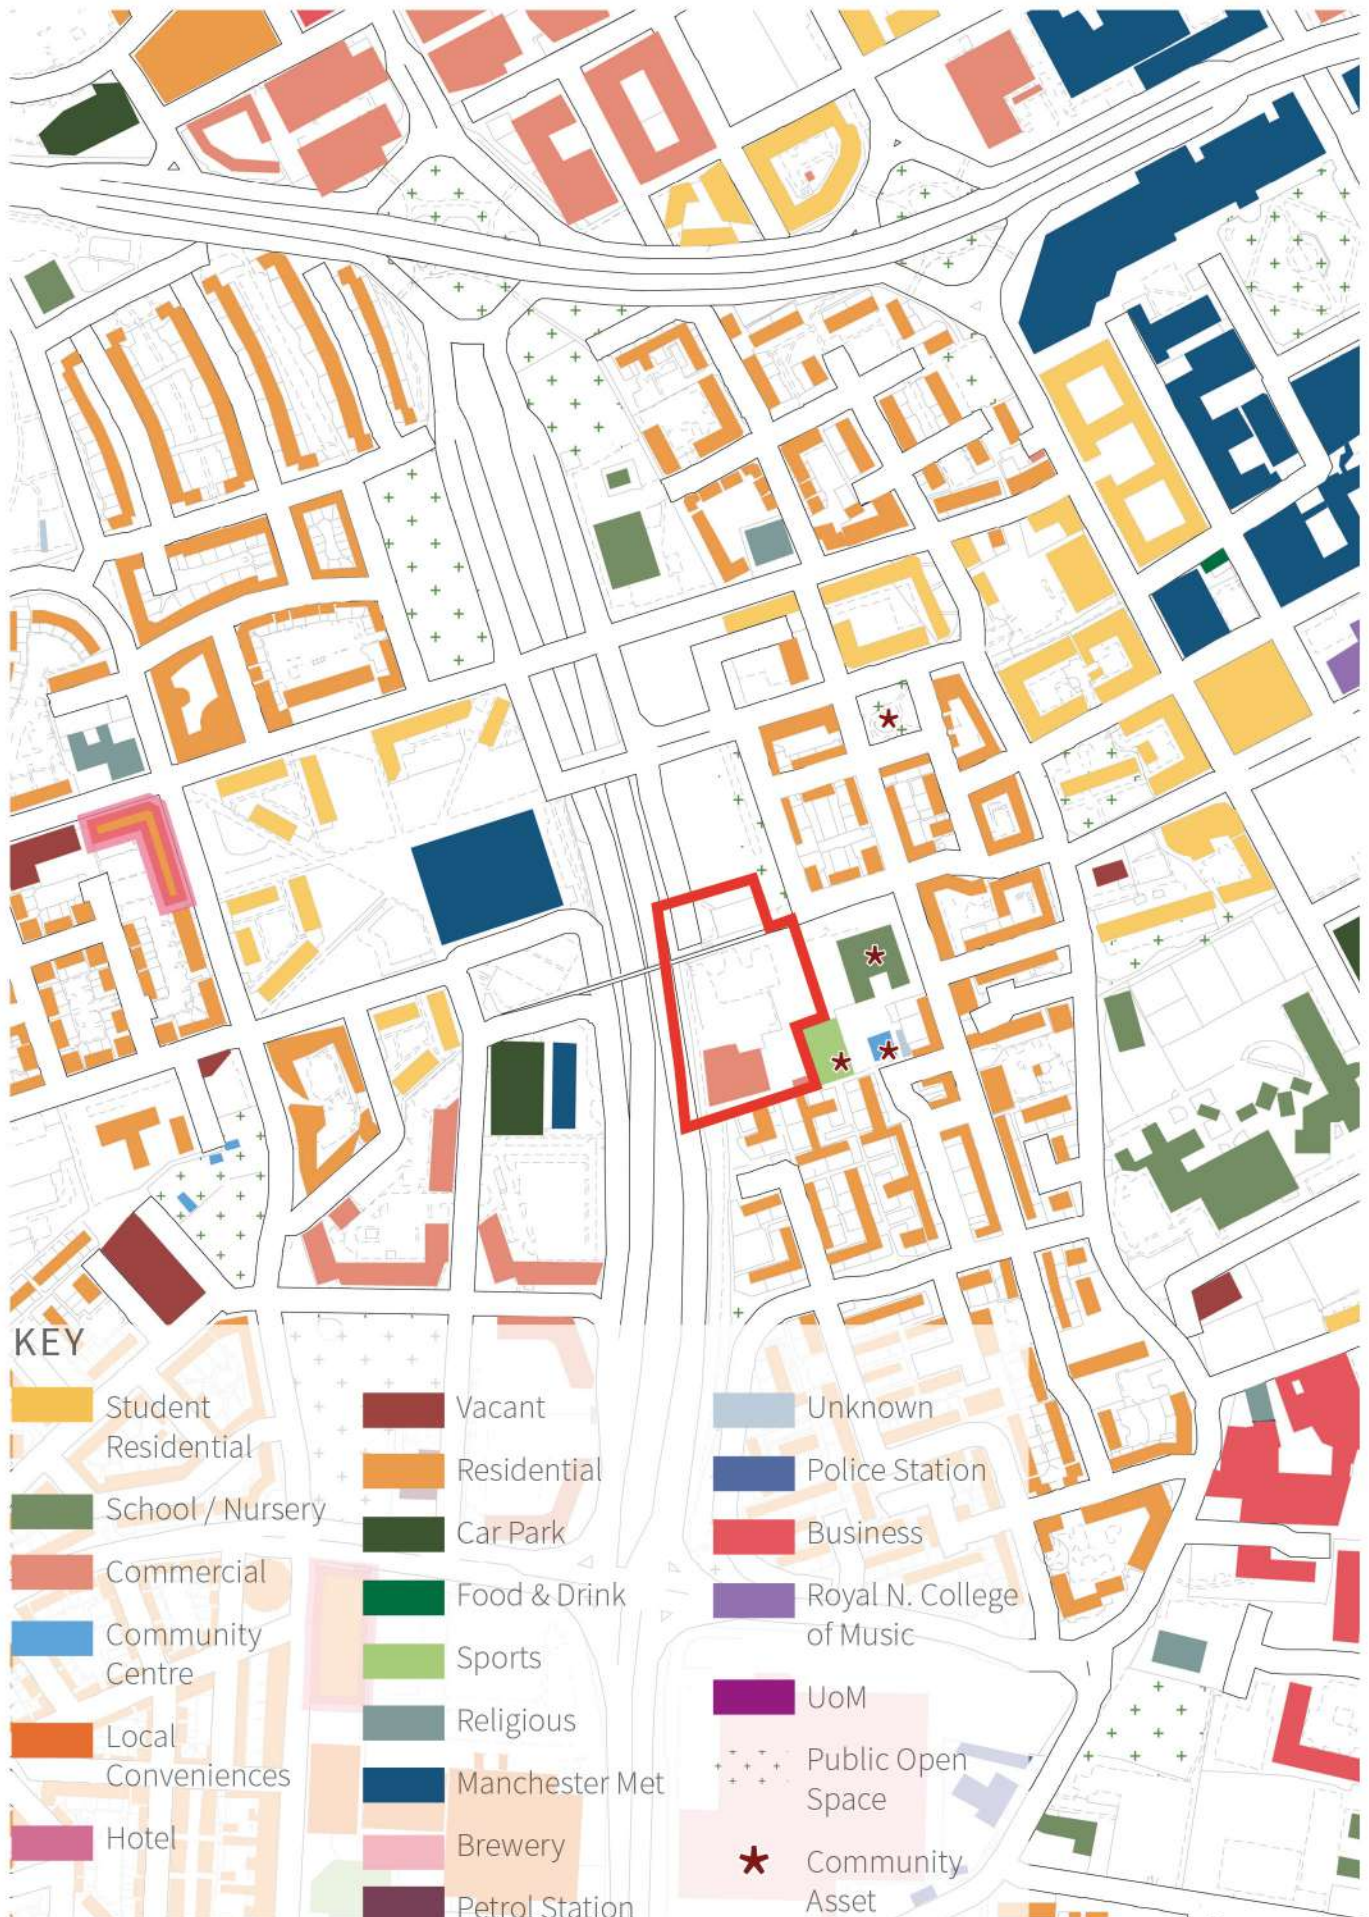 KEY
Student
Residential
School / Nursery
Commercial
Community
Centre
Local
Conveniences
Hotel
Vacant
Residential
Car Park
Food & Drink
Sports
Religious
Manchester Met
Brewery
Petrol Station
Unknown
Police Station
Business
Royal N. College
of Music
UoM
Public Open
Space
Community
Asset